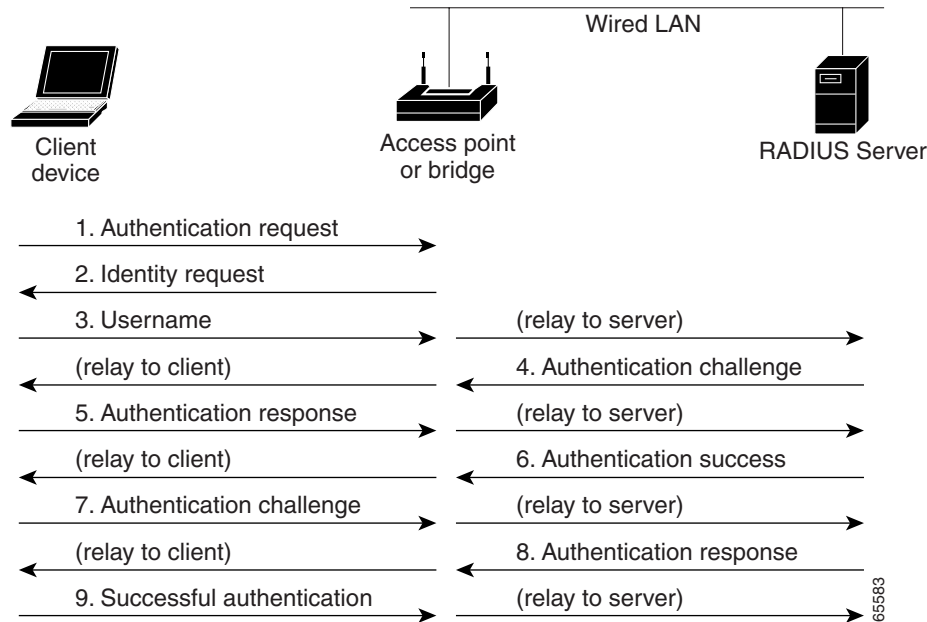 Wired LAN
Client
device
Access point
or bridge
RADIUS Server
1. Authentication request
2. Identity request
3. Username
(relay to server)
(relay to client)
4. Authentication challenge
5. Authentication response
(relay to server)
(relay to client)
6. Authentication success
7. Authentication challenge
(relay to server)
(relay to client)
8. Authentication response
9. Successful authentication
(relay to server)
65583